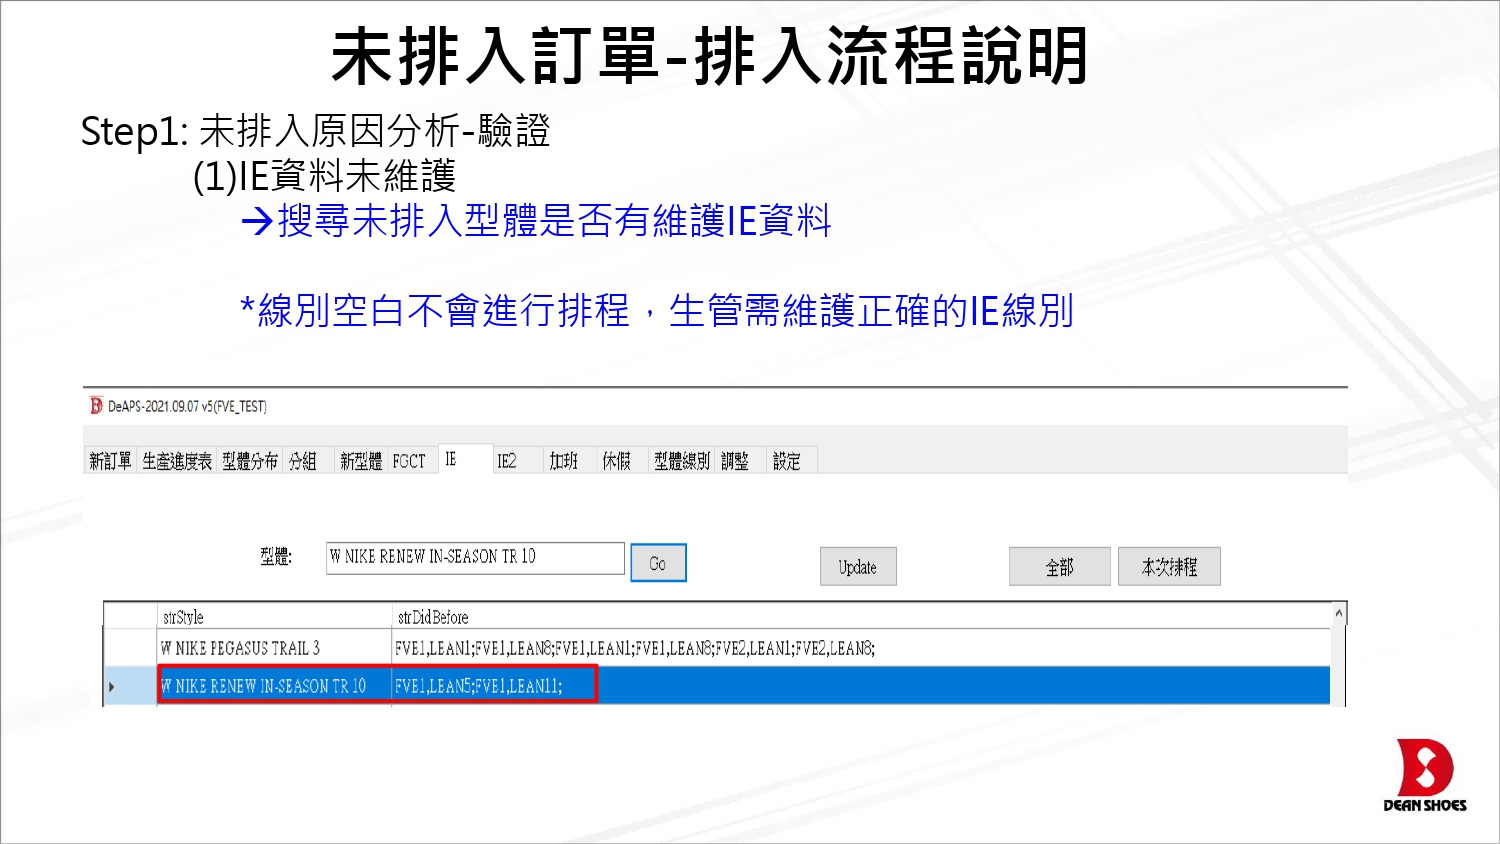 未排入訂單-排入流程說明
Step1: 未排入原因分析-驗證
(1)IE資料未維護
→搜尋未排入型體是否有維護IE資料
*線別空白不會進行排程，生管需維護正確的IE線別
DeAPS-2021.09.07 v5(FVE_TEST)
新訂單 生產進度表 型體分布 分組 新型體 FGCT IE IE2 加班 休假 型體線別 調整 設定
型體: W NIKE RENEW IN-SEASON TR 10 Go Update 全部 本次排程
strStyle strDidBefore
W NIKE PEGASUS TRAIL 3 FVE1,LEAN1;FVE1,LEAN8;FVE1,LEAN1;FVE1,LEAN8;FVE2,LEAN1;FVE2,LEAN8;
W NIKE RENEW IN-SEASON TR 10 FVE1,LEAN5;FVE1,LEAN11;
DEAN SHOES